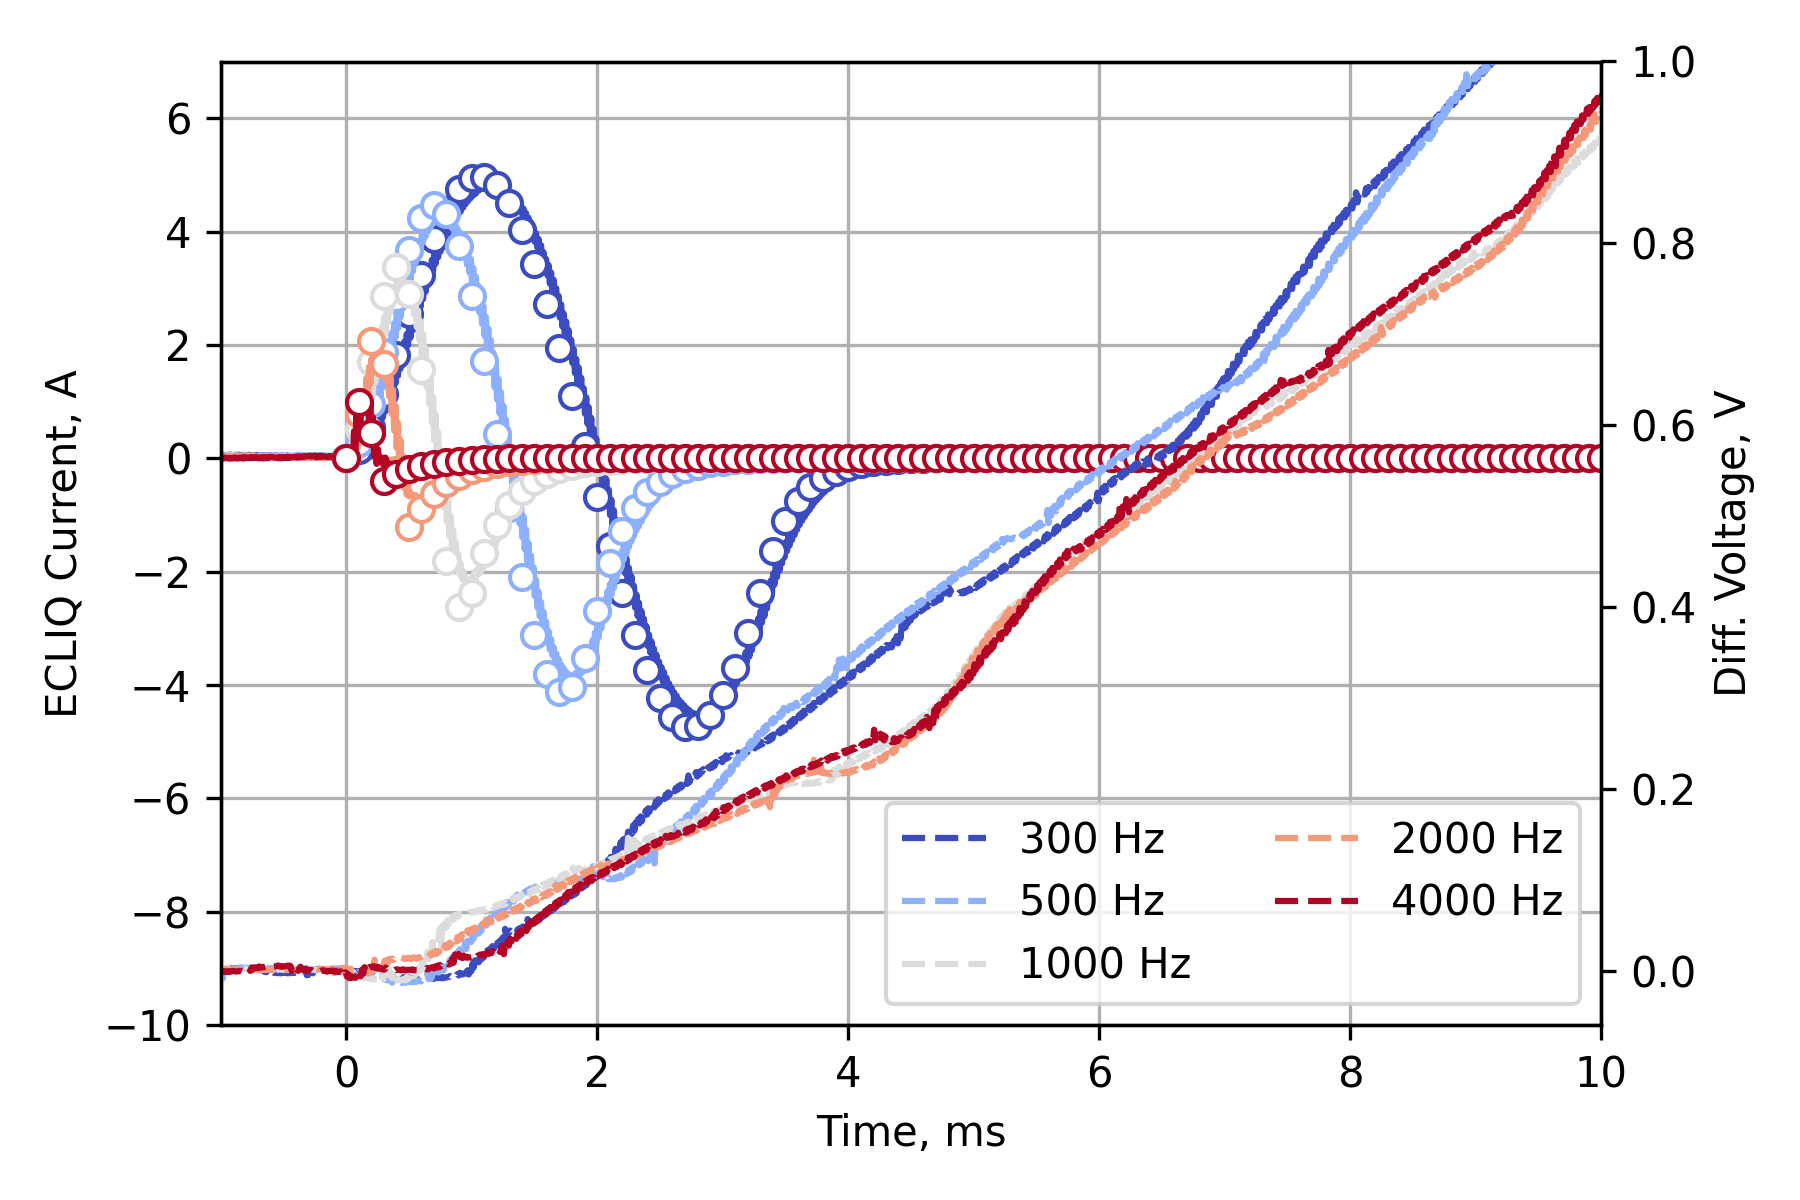 ECLIQ Current, A
6
4
2
0
−2
−4
−6
−8
−10
1.0
0.8
0.6
0.4
0.2
0.0
Diff. Voltage, V
300 Hz
500 Hz
1000 Hz
2000 Hz
4000 Hz
0 2 4 6 8 10
Time, ms